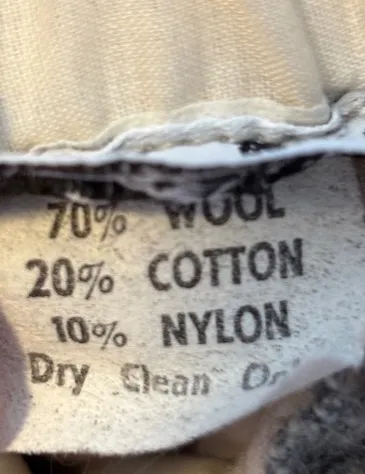 70% WOOL
20% COTTON
10% NYLON
Dry Clean